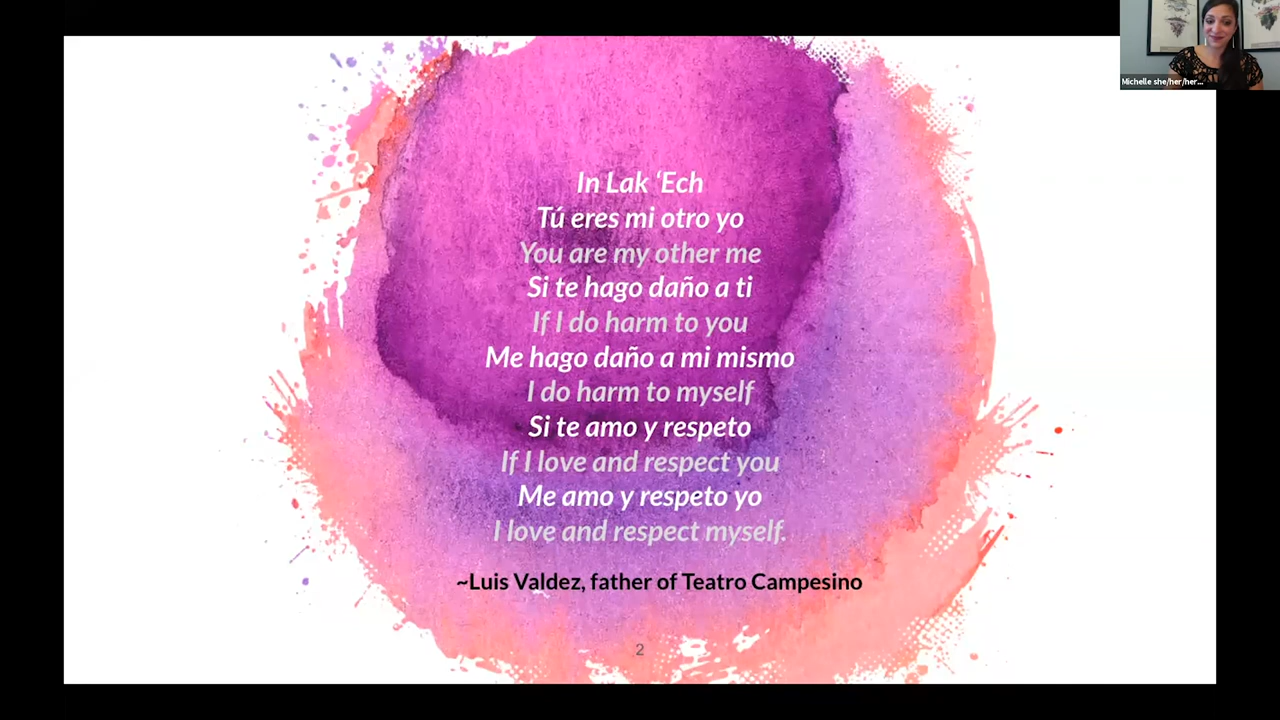 In Lak ‘Ech
Tú eres mi otro yo
You are my other me
Si te hago daño a ti
If I do harm to you
Me hago daño a mi mismo
I do harm to myself
Si te amo y respeto
If I love and respect you
Me amo y respeto yo
I love and respect myself.
~Luis Valdez, father of Teatro Campesino
2
Michelle she/her/her...